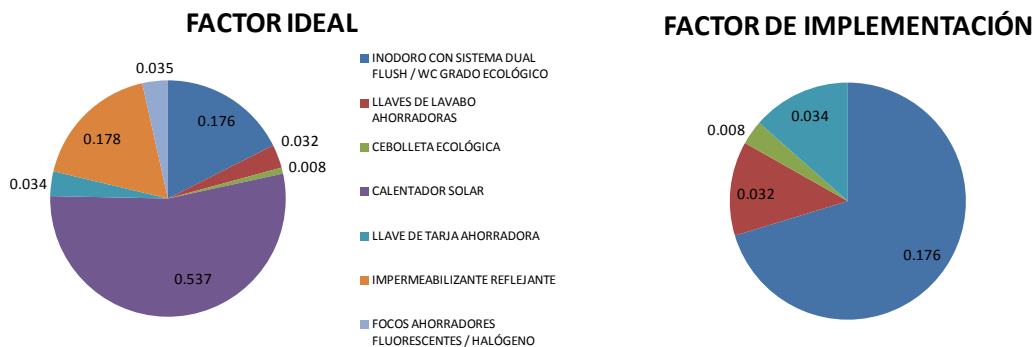 FACTOR IDEAL
0.035
0.176
0.032
0.008
0.178
0.034
0.537
INODORO CON SISTEMA DUAL
FLUSH / WC GRADO ECOLÓGICO
LLAVES DE LAVABO
AHORRADORAS
CEBOLLETA ECOLÓGICA
CALENTADOR SOLAR
LLAVE DE TARJA AHORRADORA
IMPERMEABILIZANTE REFLEJANTE
FOCOS AHORRADORES
FLUORESCENTES / HALÓGENO
FACTOR DE IMPLEMENTACIÓN
0.034
0.008
0.032
0.176